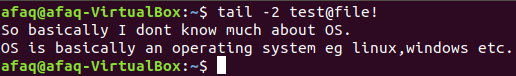 afaq@afaq-VirtualBox:~$ tail -2 test@file!
So basically I dont know much about OS.
OS is basically an operating system eg linux,windows etc.
afaq@afaq-VirtualBox:~$